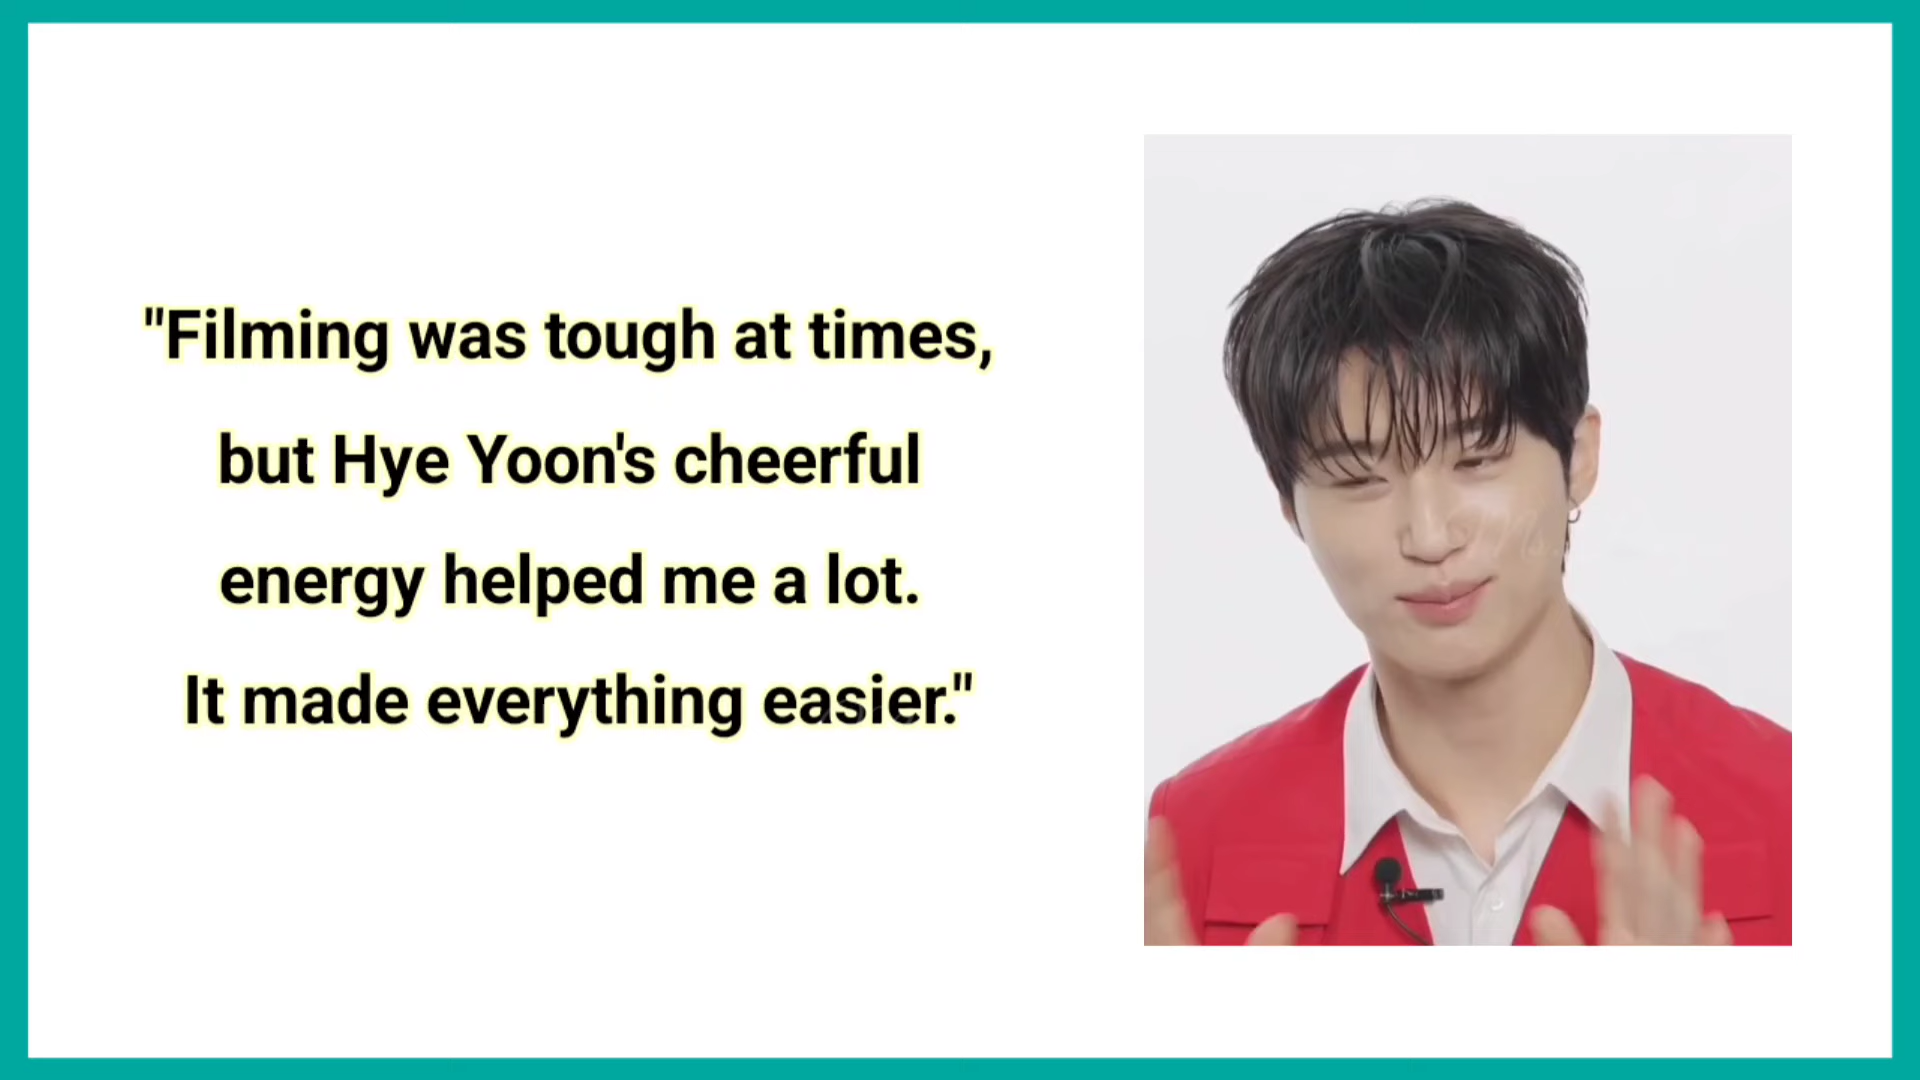 "Filming was tough at times,
but Hye Yoon's cheerful
energy helped me a lot.
It made everything easier."